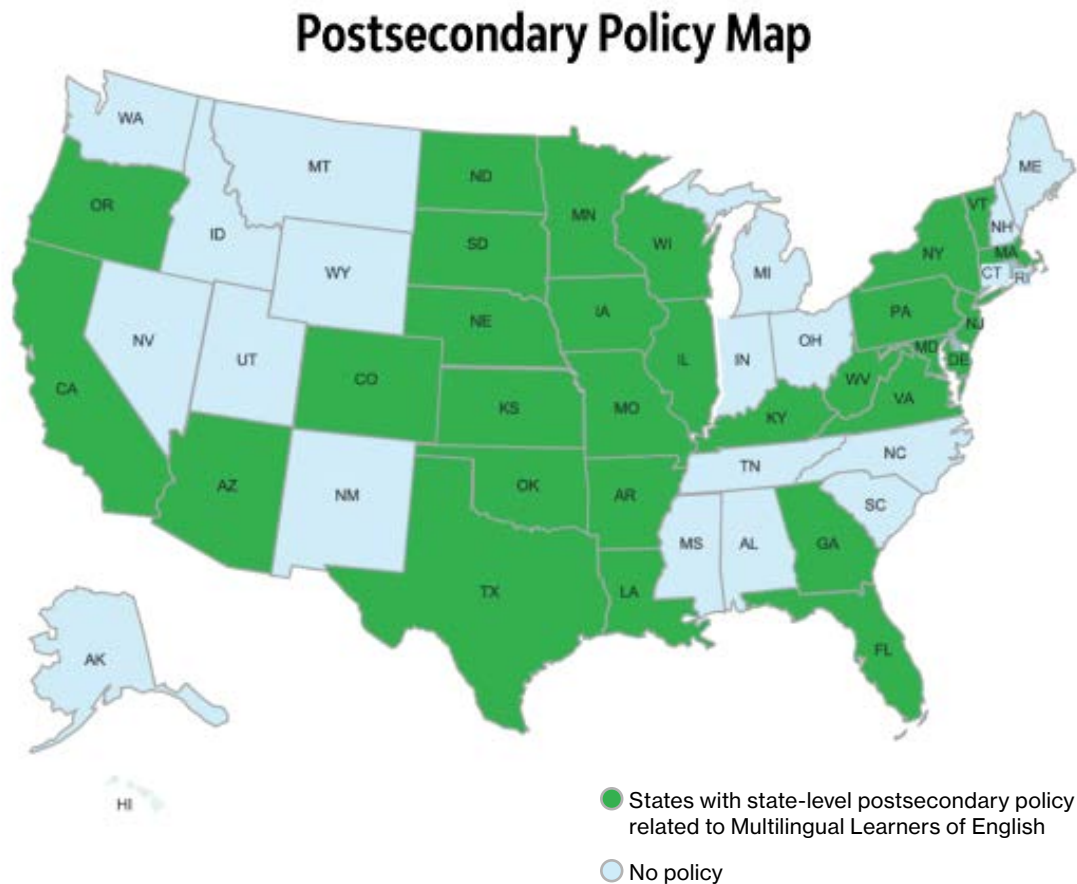 Postsecondary Policy Map
WA
MT
ND
MN
ME
OR
ID
SD
WI
VT
NH
WY
MI
NY
MA
CT
RI
NE
IA
PA
NV
UT
CO
IL
IN
OH
NJ
MD
DE
CA
KS
MO
WV
VA
KY
AZ
NM
OK
AR
TN
NC
SC
MS
AL
GA
TX
LA
FL
AK
HI
States with state-level postsecondary policy
related to Multilingual Learners of English
No policy